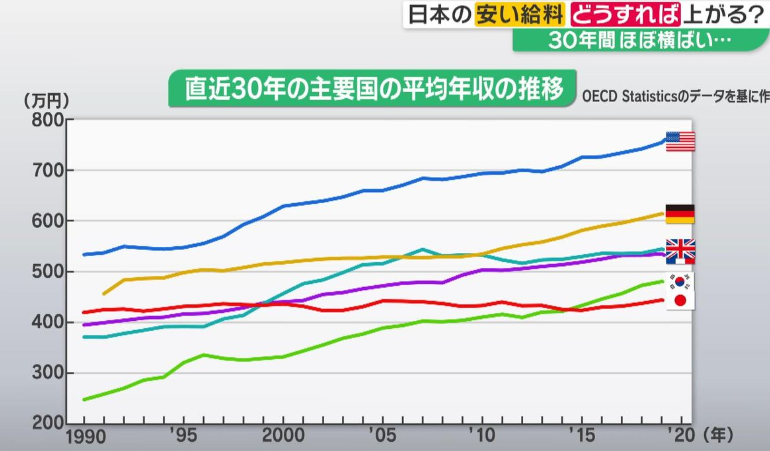 日本の 安い給料 どうすれば 上がる?
30年間 ほぼ横ばい…
直近30年の主要国の平均年収の推移
OECD Statisticsのデータを基に作
(万円)
800
700
600
500
400
300
200
1990 '95 2000 '05 '10 '15 '20 (年)